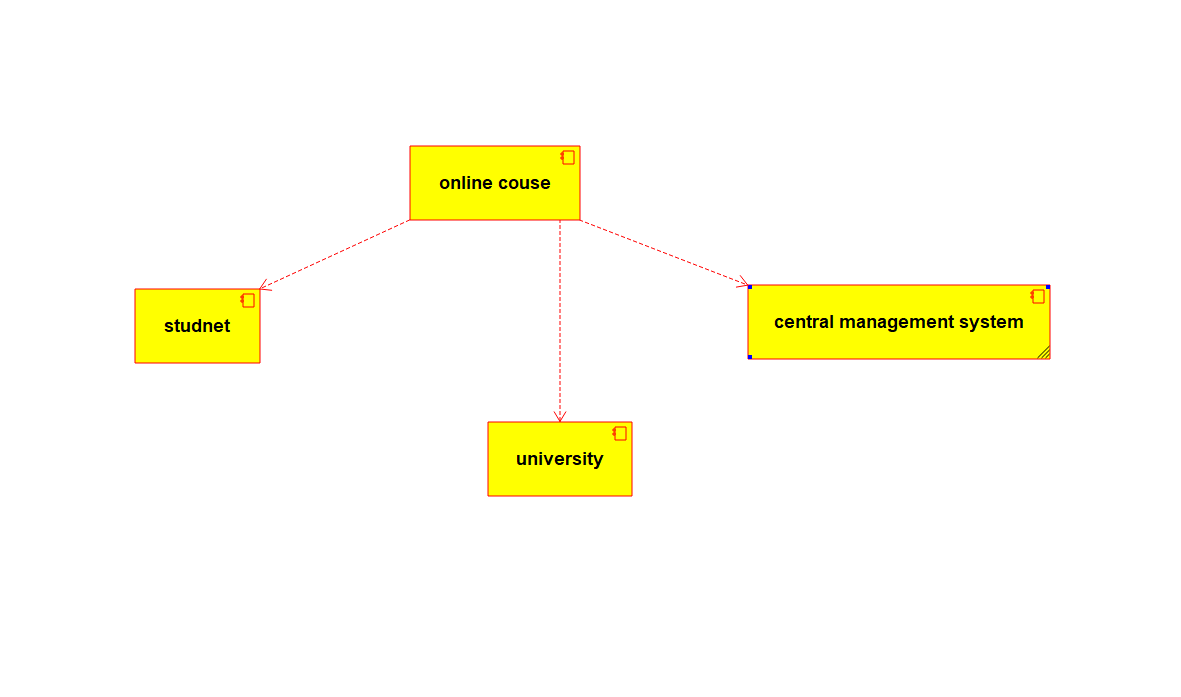 online couse
studnet
central management system
university